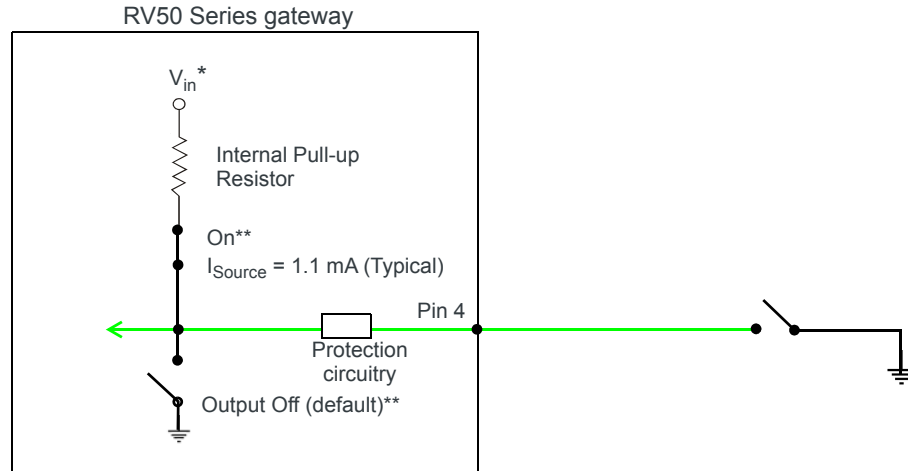 RV50 Series gateway
Vin*
Internal Pull-up
Resistor
On**
ISource = 1.1 mA (Typical)
Pin 4
Protection
circuitry
Output Off (default)**